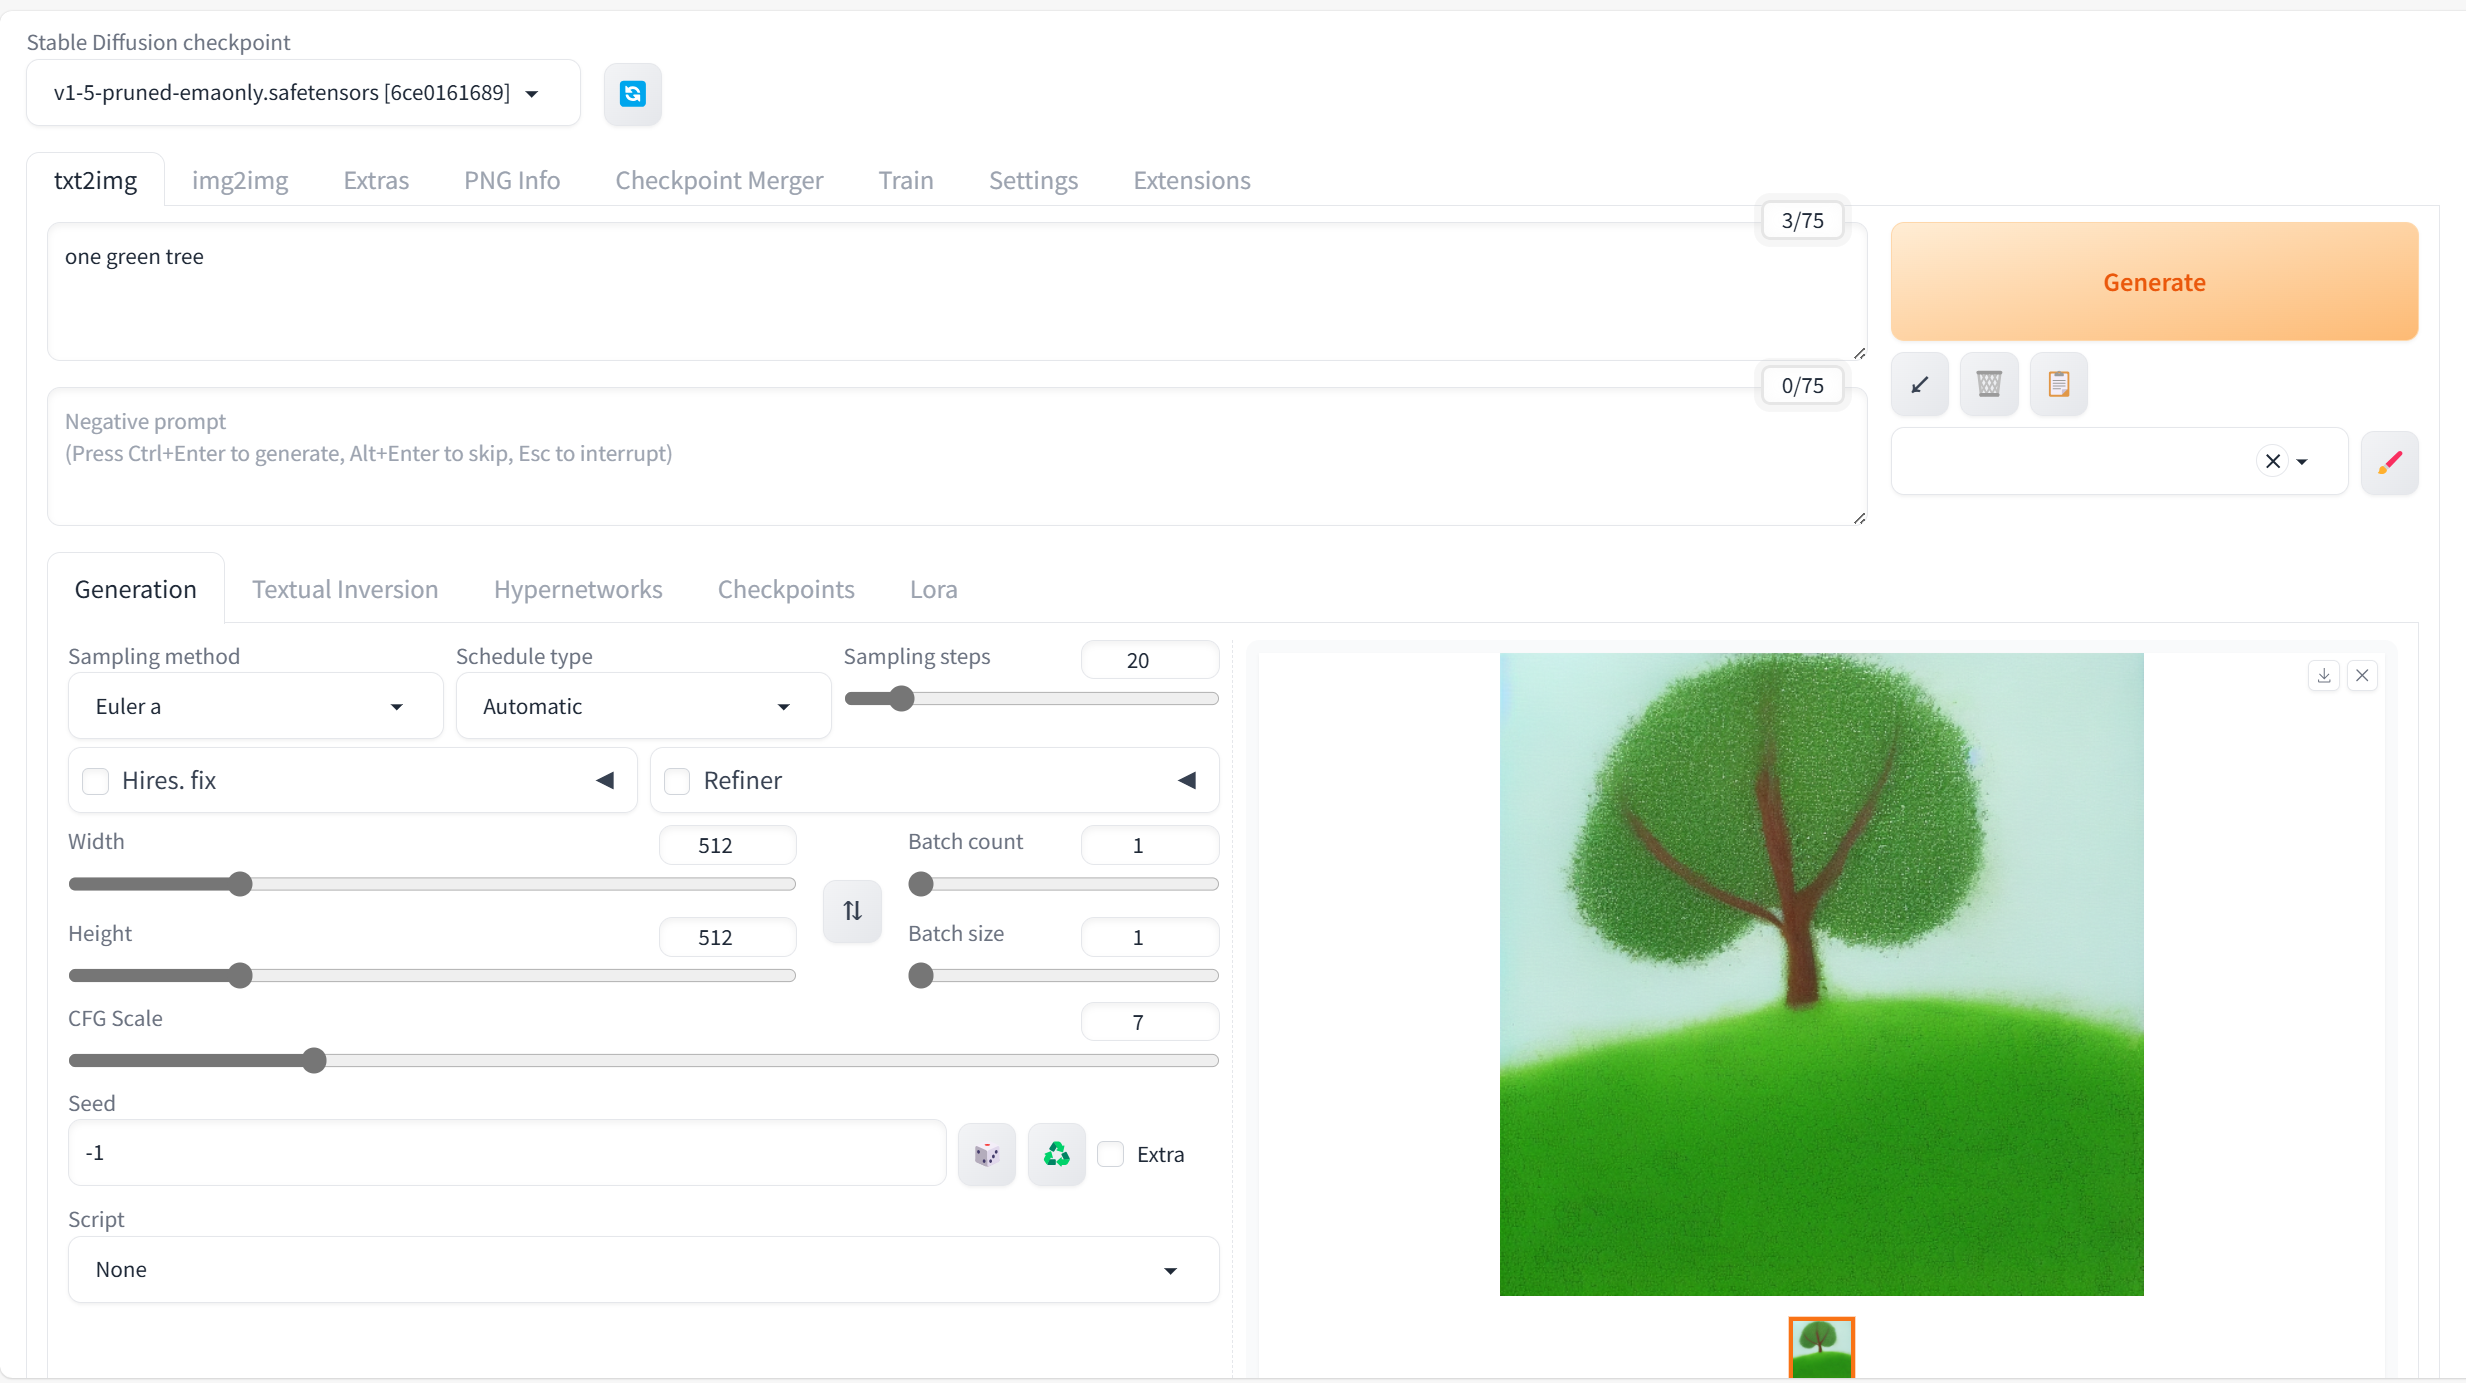 Stable Diffusion checkpoint
v1-5-pruned-emaonly.safetensors [6ce0161689]
txt2img img2img Extras PNG Info Checkpoint Merger Train Settings Extensions
3/75
one green tree
Generate
0/75
Negative prompt
(Press Ctrl+Enter to generate, Alt+Enter to skip, Esc to interrupt)
Generation Textual Inversion Hypernetworks Checkpoints Lora
Sampling method Schedule type Sampling steps 20
Euler a Automatic
Hires. fix Refiner
Width 512 Batch count 1
Height 512 Batch size 1
CFG Scale 7
Seed
-1 Extra
Script
None